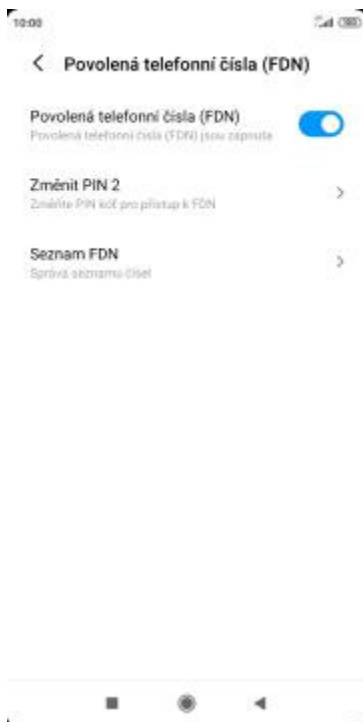 10:00
Povolená telefonní čísla (FDN)
Povolená telefonní čísla (FDN)
Povolená telefonní čísla (FDN) jsou zapnuta
Změnit PIN 2
Změňte PIN kód pro přístup k FDN
Seznam FDN
Správa seznamu čísel